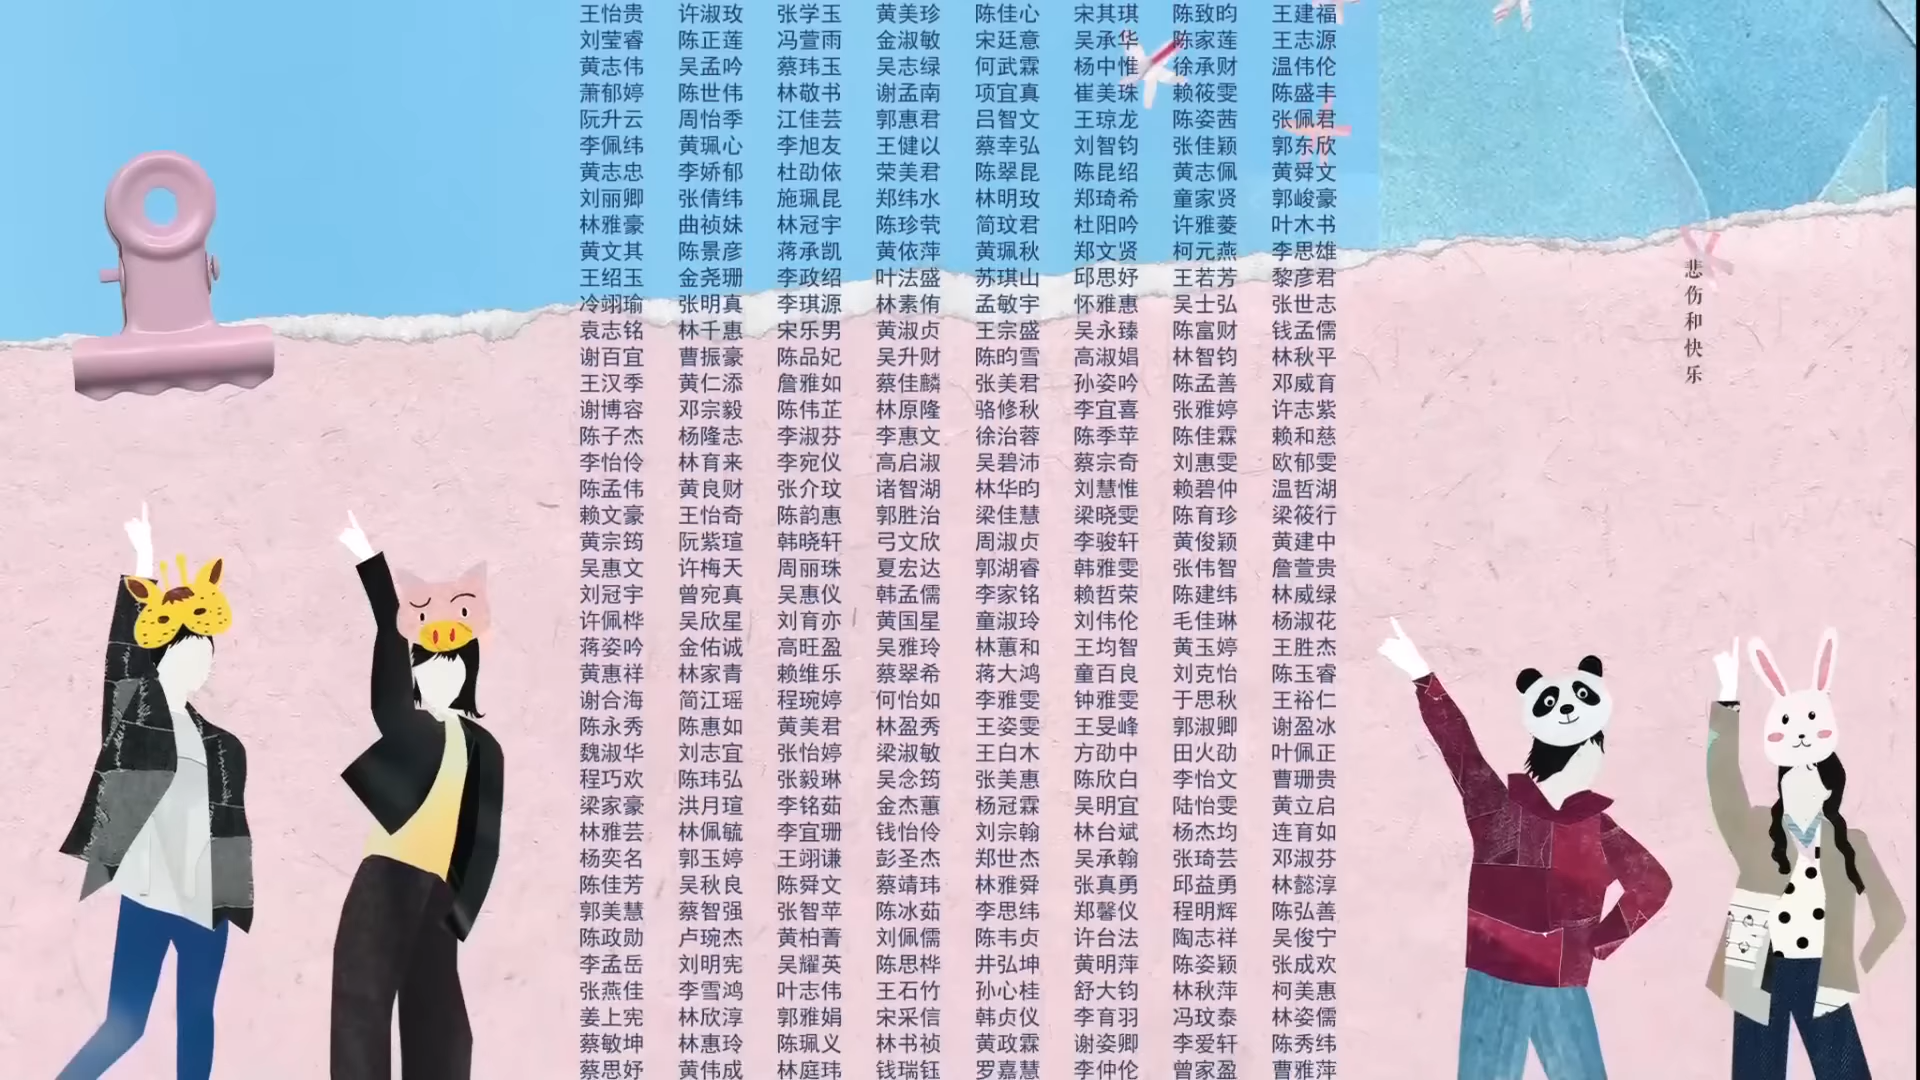 王怡贵 许淑玫 张学玉 黄美珍 陈佳心 宋其琪 陈致昀 王建福
刘莹睿 陈正莲 冯萱雨 金淑敏 宋廷意 吴承华 陈家莲 王志源
黄志伟 吴孟吟 蔡玮玉 吴志绿 何武霖 杨中惟 徐承财 温伟伦
萧郁婷 陈世伟 林敬书 谢孟南 项宜真 崔美珠 赖筱雯 陈盛丰
阮升云 周怡季 江佳芸 郭惠君 吕智文 王琼龙 陈姿茜 张佩君
李佩纬 黄珮心 李旭友 王健以 蔡幸弘 刘智钧 张佳颖 郭东欣
黄志忠 李娇郁 杜劭依 荣美君 陈翠昆 陈昆绍 黄志佩 黄舜文
刘丽卿 张倩纬 施珮昆 郑纬水 林明玫 郑琦希 童家贤 郭峻豪
林雅豪 曲祯妹 林冠宇 陈珍茕 简玟君 杜阳吟 许雅菱 叶木书
黄文其 陈景彦 蒋承凯 黄依萍 黄珮秋 郑文贤 柯元燕 李思雄
王绍玉 金尧珊 李政绍 叶法盛 苏琪山 邱思妤 王若芳 黎彦君
冷翊瑜 张明真 李琪源 林素侑 孟敏宇 怀雅惠 吴士弘 张世志
袁志铭 林千惠 宋乐男 黄淑贞 王宗盛 吴永臻 陈富财 钱孟儒
谢百宜 曹振豪 陈品妃 吴升财 陈昀雪 高淑娟 林智钧 林秋平
王汉季 黄仁添 詹雅如 蔡佳麟 张美君 孙姿吟 陈孟善 邓威育
谢博容 邓宗毅 陈伟芷 林原隆 骆修秋 李宜喜 张雅婷 许志紫
陈子杰 杨隆志 李淑芬 李惠文 徐治蓉 陈季苹 陈佳霖 赖和慈
李怡伶 林育来 李宛仪 高启淑 吴碧沛 蔡宗奇 刘惠雯 欧郁雯
陈孟伟 黄良财 张介玟 诸智湖 林华昀 刘慧惟 赖碧仲 温哲湖
赖文豪 王怡奇 陈韵惠 郭胜治 梁佳慧 梁晓雯 陈育珍 梁筱行
黄宗筠 阮紫瑄 韩晓轩 弓文欣 周淑贞 李骏轩 黄俊颖 黄建中
吴惠文 许梅天 周丽珠 夏宏达 郭湖睿 韩雅雯 张伟智 詹萱贵
刘冠宇 曾宛真 吴惠仪 韩孟儒 李家铭 赖哲荣 陈建纬 林威绿
许佩桦 吴欣星 刘育亦 黄国星 童淑玲 刘伟伦 毛佳琳 杨淑花
蒋姿吟 金佑诚 高旺盈 吴雅玲 林蕙和 王均智 黄玉婷 王胜杰
黄惠祥 林家青 赖维乐 蔡翠希 蒋大鸿 童百良 刘克怡 陈玉睿
谢合海 简江瑶 程琬婷 何怡如 李雅雯 钟雅雯 于思秋 王裕仁
陈永秀 陈惠如 黄美君 林盈秀 王姿雯 王旻峰 郭淑卿 谢盈冰
魏淑华 刘志宜 张怡婷 梁淑敏 王白木 方劭中 田火劭 叶佩正
程巧欢 陈玮弘 张毅琳 吴念筠 张美惠 陈欣白 李怡文 曹珊贵
梁家豪 洪月瑄 李铭茹 金杰蕙 杨冠霖 吴明宜 陆怡雯 黄立启
林雅芸 林佩毓 李宜珊 钱怡伶 刘宗翰 林台斌 杨杰均 连育如
杨奕名 郭玉婷 王翊谦 彭圣杰 郑世杰 吴承翰 张琦芸 邓淑芬
陈佳芳 吴秋良 陈舜文 蔡靖玮 林雅舜 张真勇 邱益勇 林懿淳
郭美慧 蔡智强 张智苹 陈冰茹 李思纬 郑馨仪 程明辉 陈弘善
陈政勋 卢琬杰 黄柏菁 刘佩儒 陈韦贞 许台法 陶志祥 吴俊宁
李孟岳 刘明宪 吴耀英 陈思桦 井弘坤 黄明萍 陈姿颖 张成欢
张燕佳 李雪鸿 叶志伟 王石竹 孙心桂 舒大钧 林秋萍 柯美惠
姜上宪 林欣淳 郭雅娟 宋采信 韩贞仪 李育羽 冯玟泰 林姿儒
蔡敏坤 林惠玲 陈珮义 林书祯 黄政霖 谢姿卿 李爱轩 陈秀纬
蔡思妤 黄伟成 林庭玮 钱瑞钰 罗嘉慧 李仲伦 曾家盈 曹雅萍
悲伤和快乐